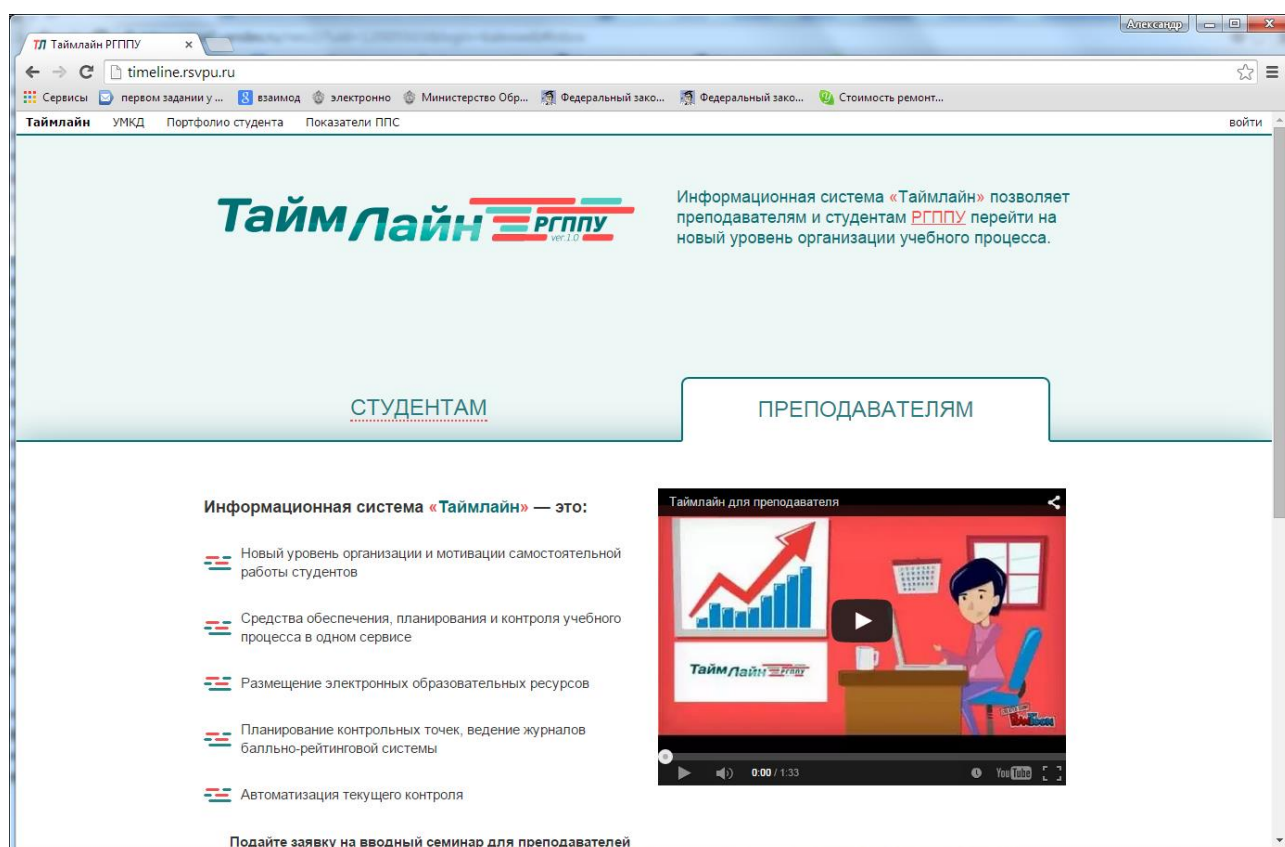 Александр
ТЛ Таймлайн РГППУ
timeline.rsvpu.ru
Сервисы первом задании у ... взаимод электронно Министерство Обр... Федеральный зако... Федеральный зако... Стоимость ремонт...
Таймлайн УМКД Портфолио студента Показатели ППС войти
ТаймЛайн РГППУ
ver.1.0
Информационная система «Таймлайн» позволяет
преподавателям и студентам РГППУ перейти на
новый уровень организации учебного процесса.
СТУДЕНТАМ ПРЕПОДАВАТЕЛЯМ
Информационная система «Таймлайн» — это:
Новый уровень организации и мотивации самостоятельной
работы студентов
Средства обеспечения, планирования и контроля учебного
процесса в одном сервисе
Размещение электронных образовательных ресурсов
Планирование контрольных точек, ведение журналов
балльно-рейтинговой системы
Автоматизация текущего контроля
Подайте заявку на вводный семинар для преподавателей
Таймлайн для преподавателя
ТаймЛайн РГППУ
0:00 / 1:33 YouTube